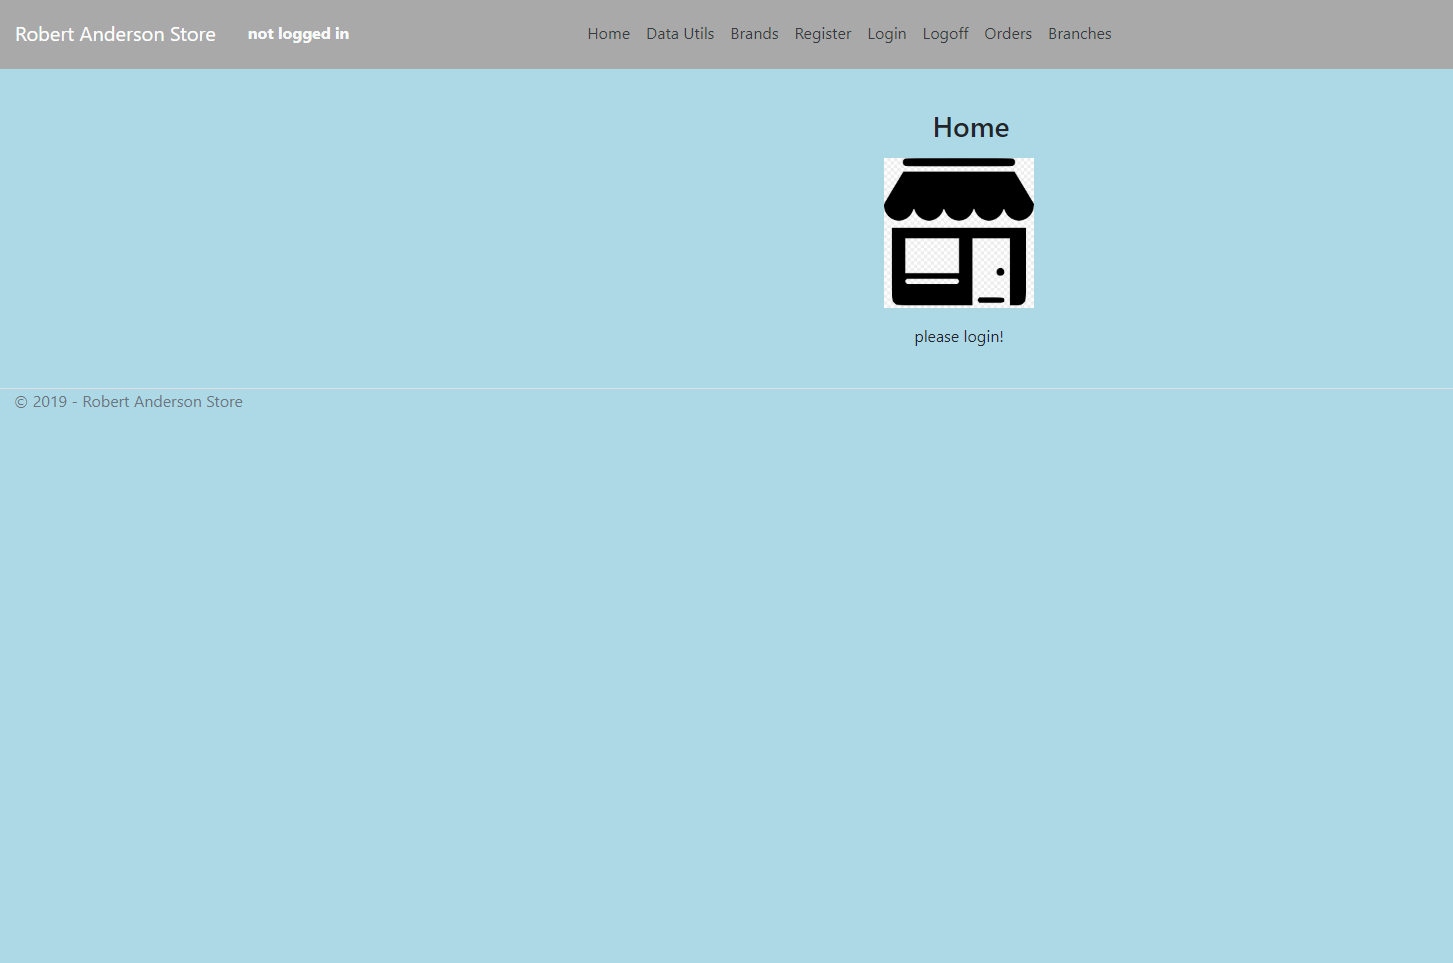 Robert Anderson Store not logged in Home Data Utils Brands Register Login Logoff Orders Branches
Home
please login!
© 2019 - Robert Anderson Store